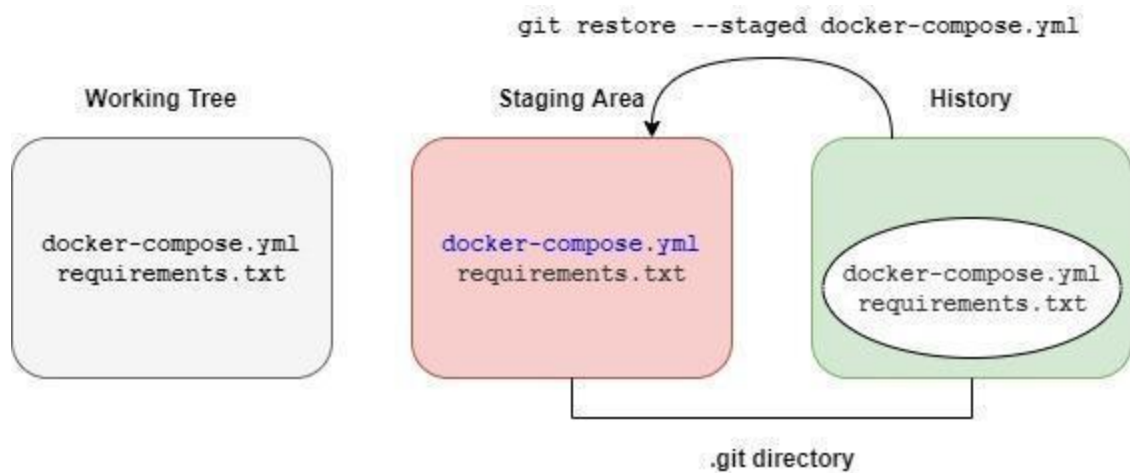 git restore --staged docker-compose.yml
Working Tree
Staging Area
History
docker-compose.yml
requirements.txt
docker-compose.yml
requirements.txt
docker-compose.yml
requirements.txt
.git directory